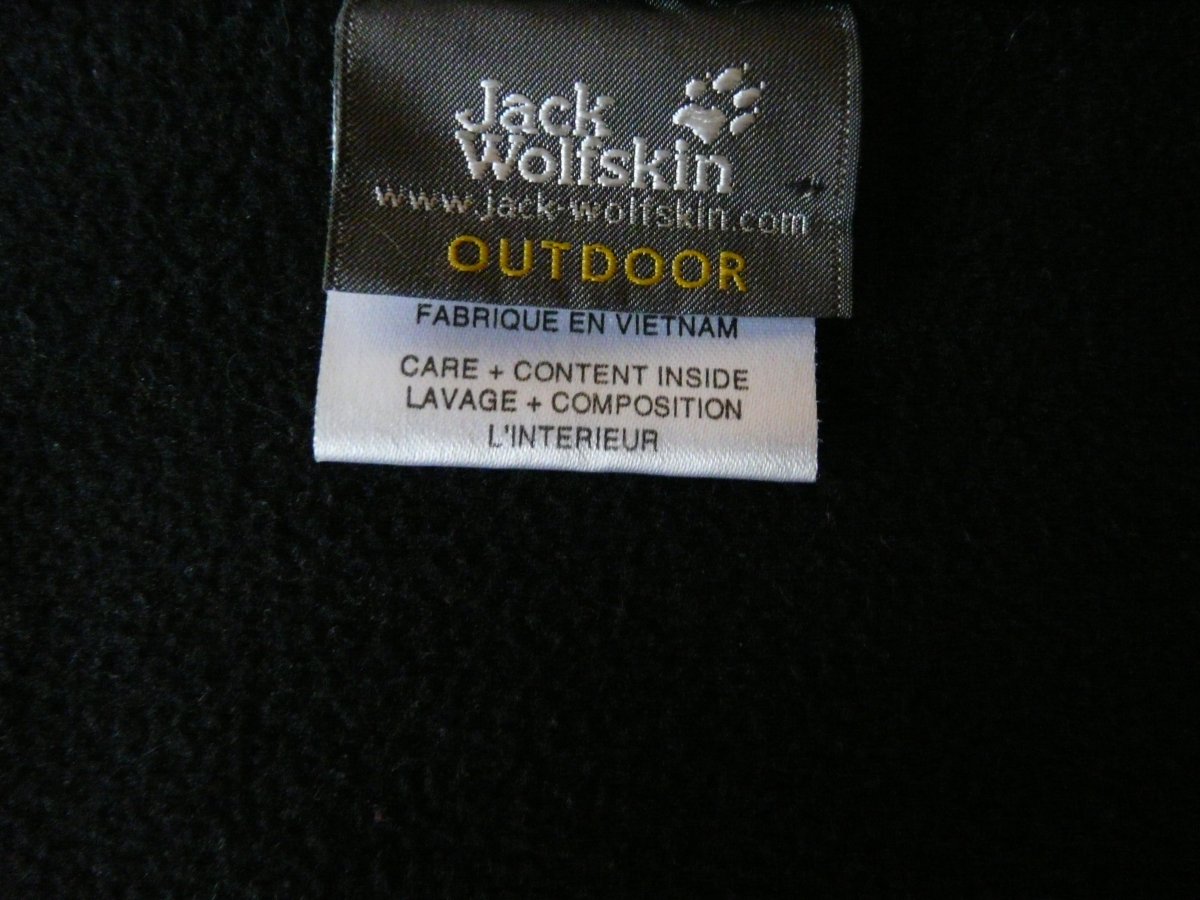 Jack
Wolfskin
www.jack-wolfskin.com
OUTDOOR
FABRIQUE EN VIETNAM
CARE + CONTENT INSIDE
LAVAGE + COMPOSITION
L'INTERIEUR